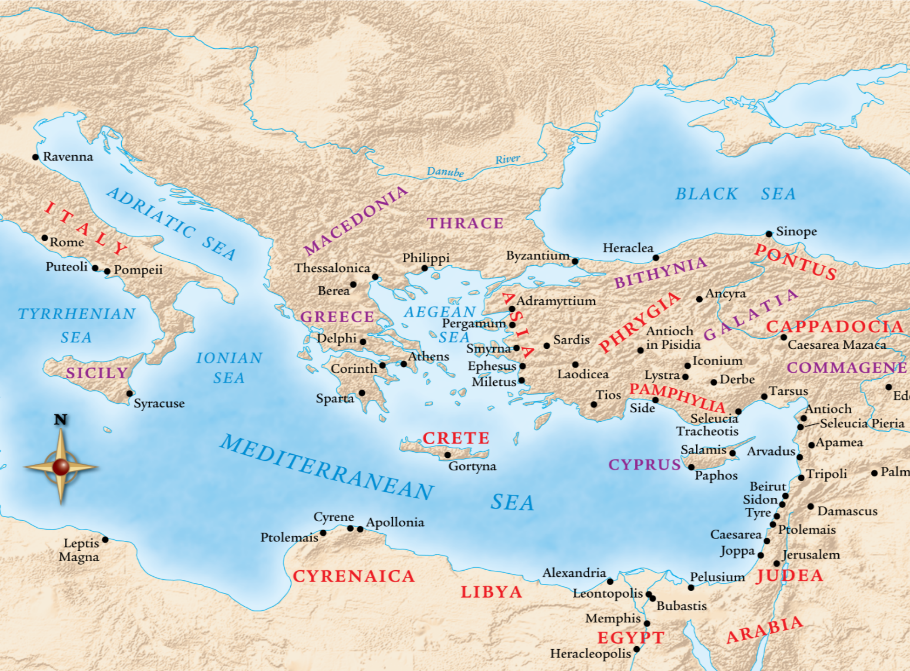 Danube River
Ravenna
ADRIATIC SEA
BLACK SEA
MACEDONIA
THRACE
ITALY
Rome
Sinope
Puteoli
Pompeii
Thessalonica
Philippi
Byzantium
Heraclea
BITHYNIA
PONTUS
Berea
Ancyra
TYRRHENIAN
SEA
GREECE
AEGEAN
SEA
ASIA
Adramyttium
Pergamum
PHRYGIA
GALATIA
CAPPADOCIA
Caesarea Mazaca
Delphi
Smyrna
Sardis
Antioch
in Pisidia
IONIAN
SEA
Corinth
Athens
Ephesus
Miletus
Laodicea
Iconium
Lystra
Derbe
COMMAGENE
SICILY
Syracuse
Sparta
Tios
PAMPHYLIA
Side
Seleucia
Tracheotis
Tarsus
Antioch
Seleucia Pieria
N
CRETE
Gortyna
MEDITERRANEAN SEA
CYPRUS
Salamis
Paphos
Arvadus
Apamea
Tripoli
Palm
Beirut
Sidon
Tyre
Damascus
Ptolemais
Caesarea
Joppa
Jerusalem
JUDEA
Leptis
Magna
Ptolemais
Cyrene
Apollonia
CYRENAICA
LIBYA
Alexandria
Pelusium
Leontopolis
Bubastis
Memphis
EGYPT
Heracleopolis
ARABIA